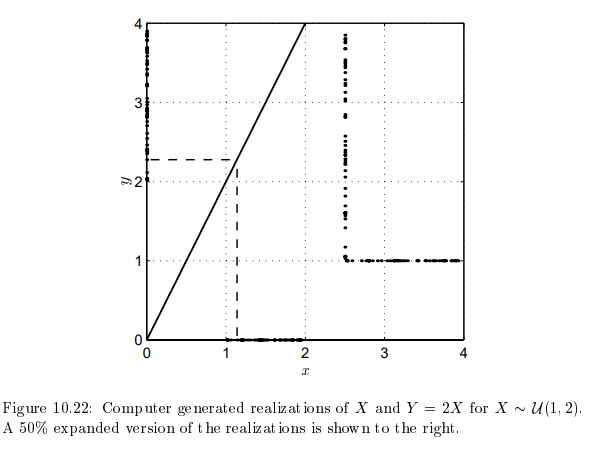 4
3
2
1
0
y
0 1 2 3 4
x
Figure 10.22: Computer generated realizations of X and Y = 2X for X ∼ 𝒰(1, 2).
A 50% expanded version of the realizations is shown to the right.